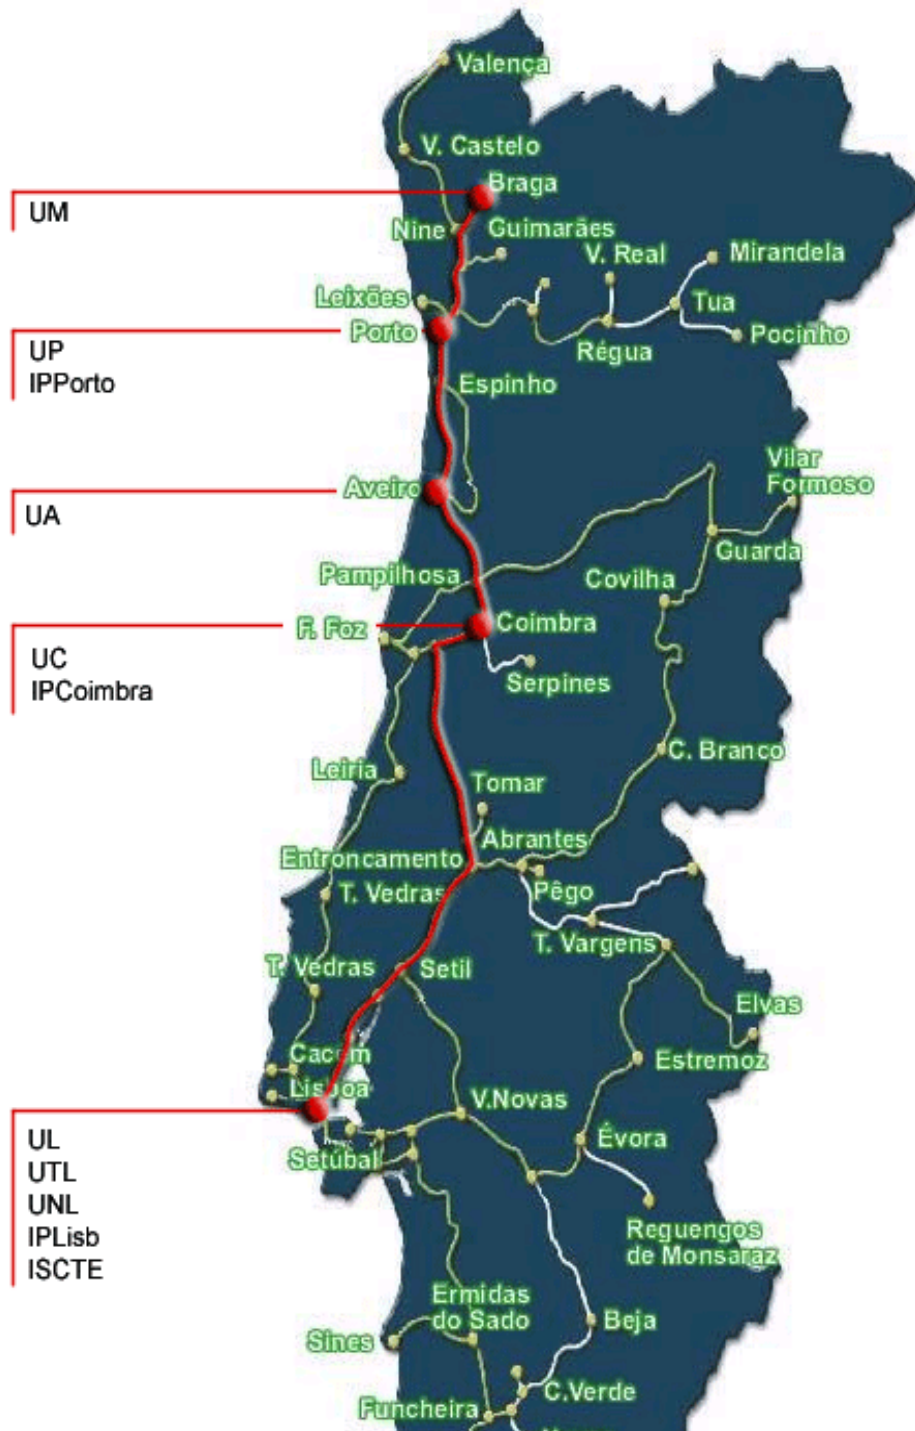 Valença
V. Castelo
Braga
UM
Nine
Guimarães
V. Real
Mirandela
Leixões
Tua
Porto
Régua
Pocinho
UP
IPPorto
Espinho
Vilar
Formoso
Aveiro
UA
Guarda
Pampilhosa
Covilha
F. Foz
Coimbra
UC
IPCoimbra
Serpines
Leiria
C. Branco
Tomar
Abrantes
Entroncamento
T. Vedras
Pêgo
T. Vargens
T. Vedras
Setil
Elvas
Cacem
Estremoz
Lisboa
V.Novas
UL
UTL
UNL
IPLisb
ISCTE
Setúbal
Évora
Reguengos
de Monsaraz
Ermidas
do Sado
Sines
Beja
C.Verde
Funcheira